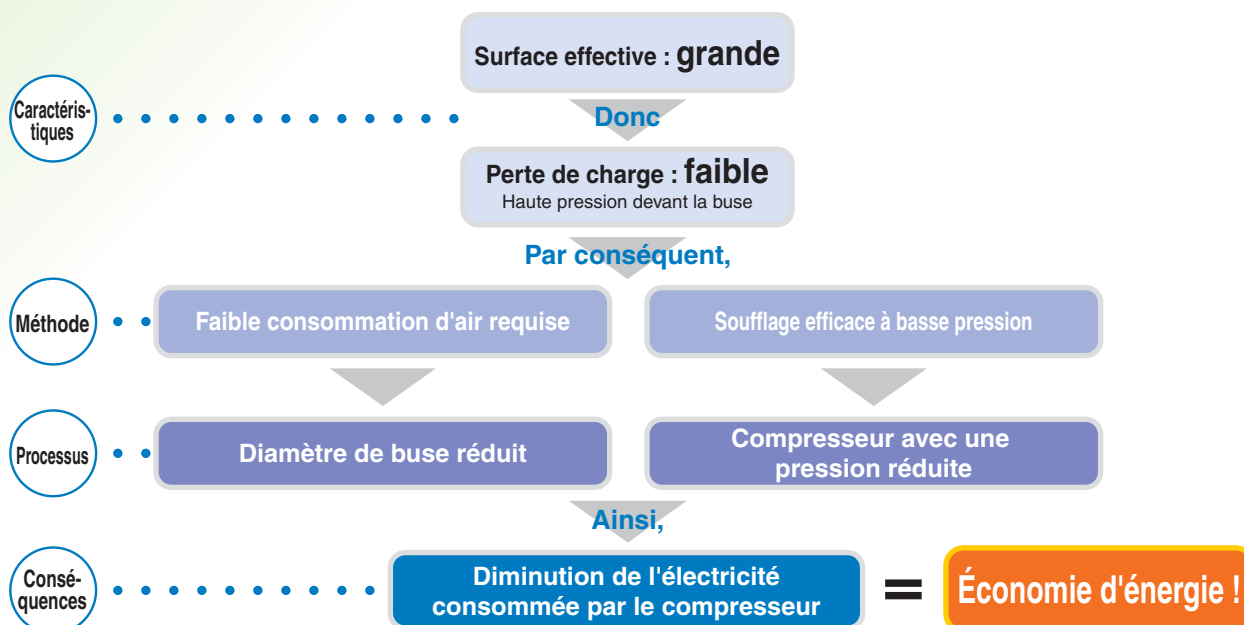 Surface effective : grande
Caractéris-
tiques
Donc
Perte de charge : faible
Haute pression devant la buse
Par conséquent,
Méthode
Faible consommation d'air requise
Soufflage efficace à basse pression
Processus
Diamètre de buse réduit
Compresseur avec une
pression réduite
Ainsi,
Consé-
quences
Diminution de l'électricité
consommée par le compresseur
=
Économie d'énergie !